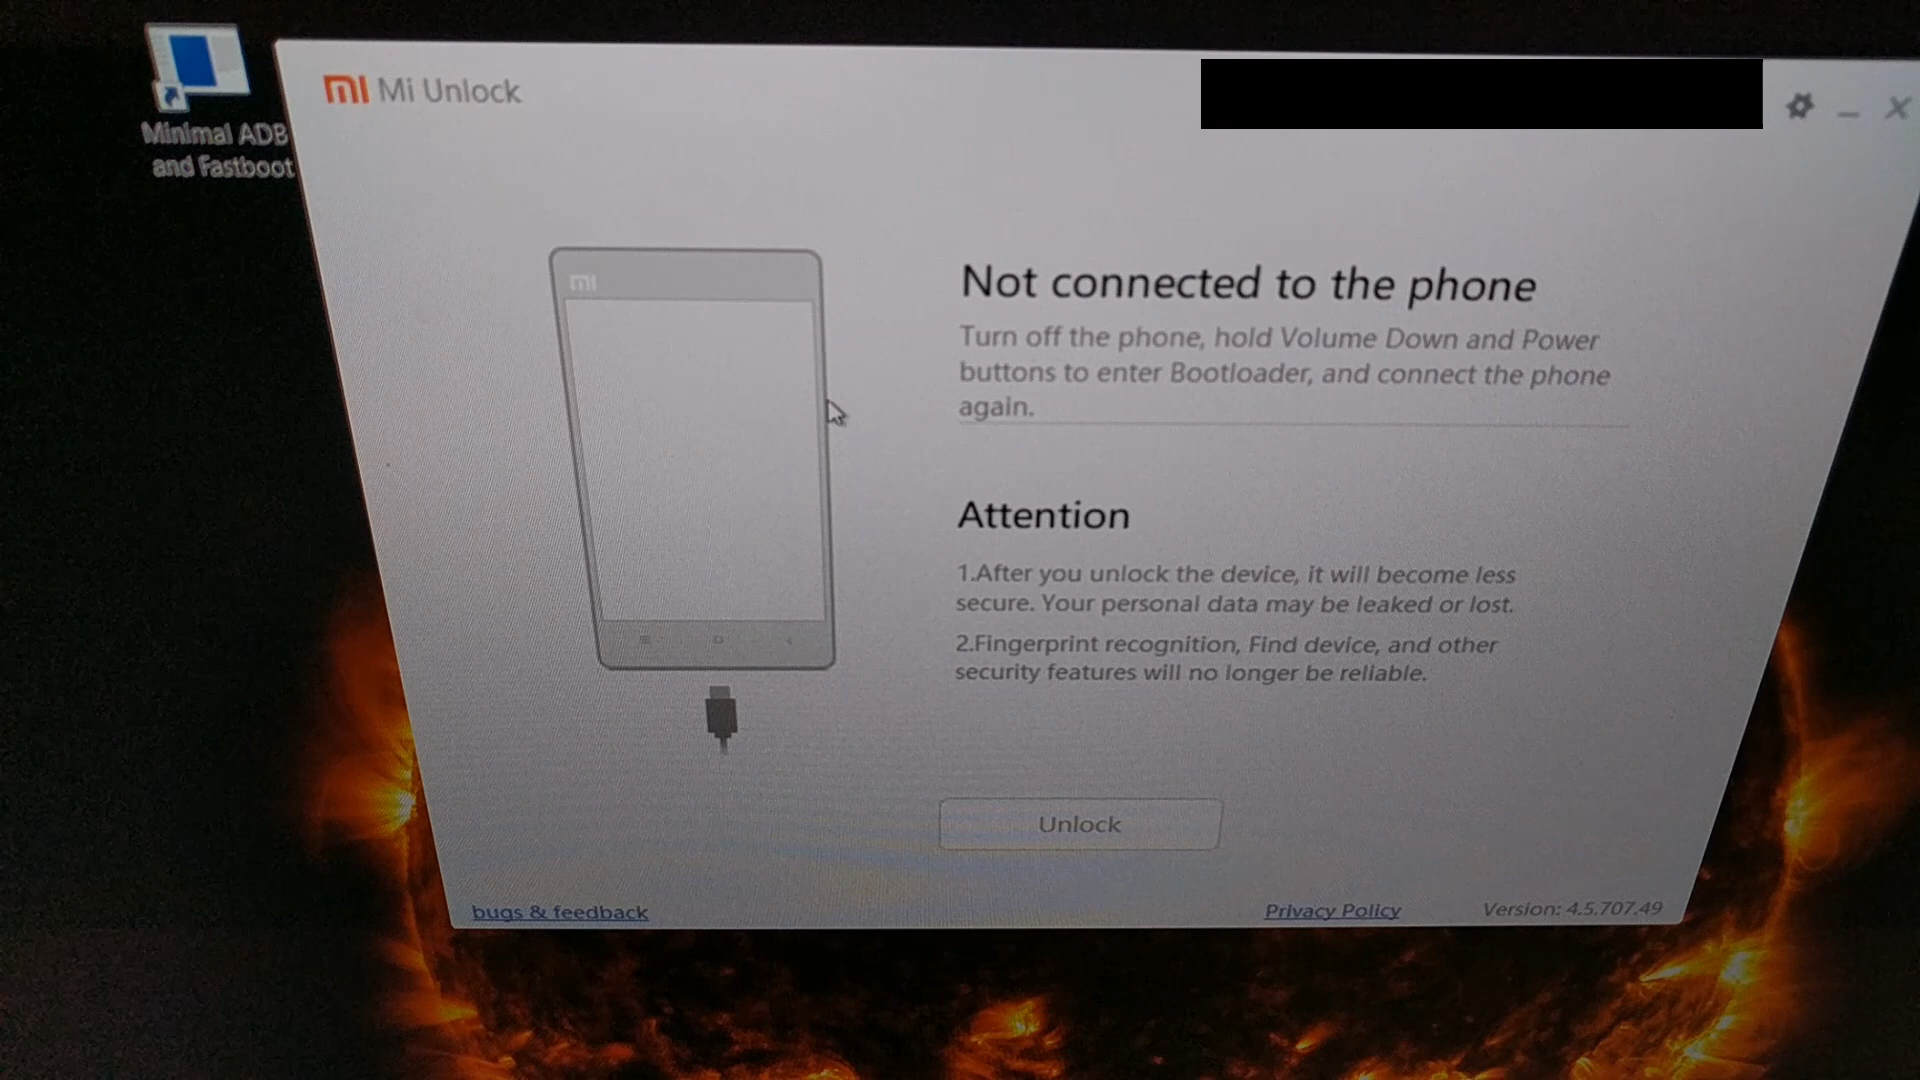 Minimal ADB
and Fastboot
mi Mi Unlock
mi
Not connected to the phone
Turn off the phone, hold Volume Down and Power
buttons to enter Bootloader, and connect the phone
again.
Attention
1.After you unlock the device, it will become less
secure. Your personal data may be leaked or lost.
2.Fingerprint recognition, Find device, and other
security features will no longer be reliable.
Unlock
bugs & feedback
Privacy Policy
Version: 4.5.707.49